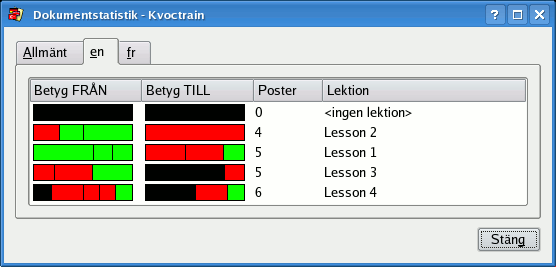 Dokumentstatistik - Kvoctrain
Allmänt en fr
Betyg FRÅN Betyg TILL Poster Lektion
0 <ingen lektion>
4 Lesson 2
5 Lesson 1
5 Lesson 3
6 Lesson 4
Stäng